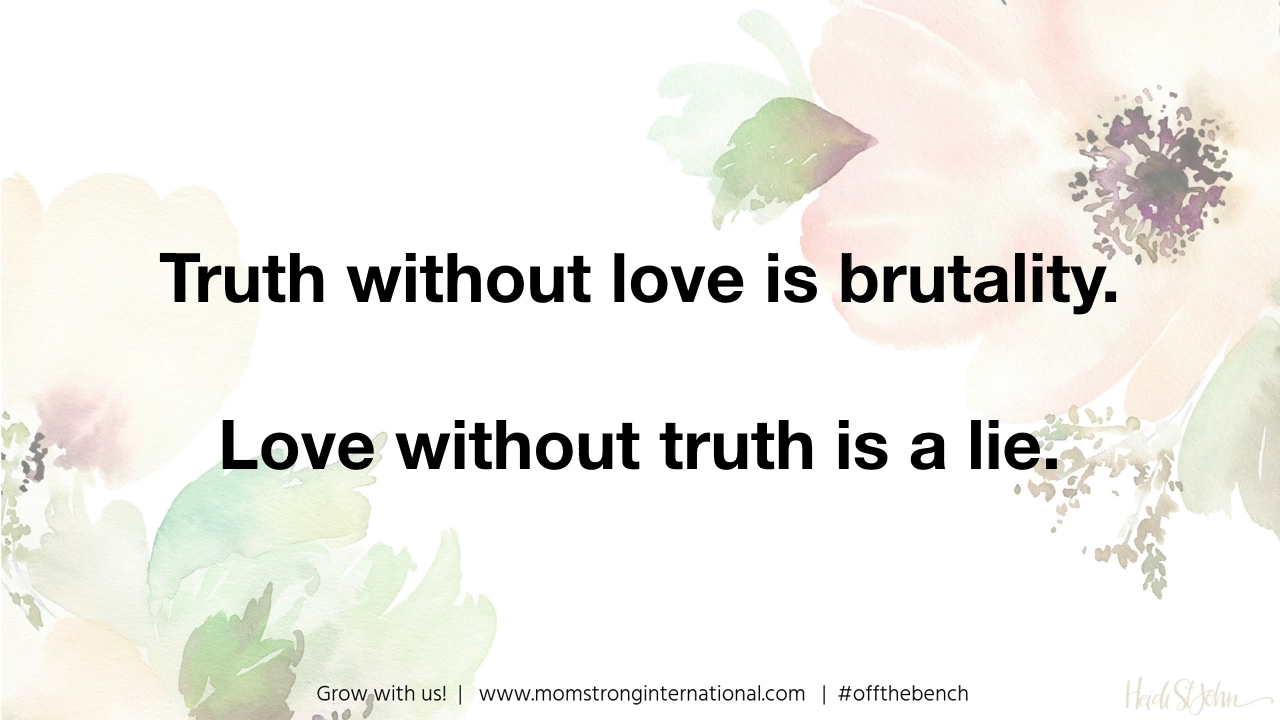 Truth without love is brutality.
Love without truth is a lie.
Grow with us! | www.momstronginternational.com | #offthebench
Heidi St.John